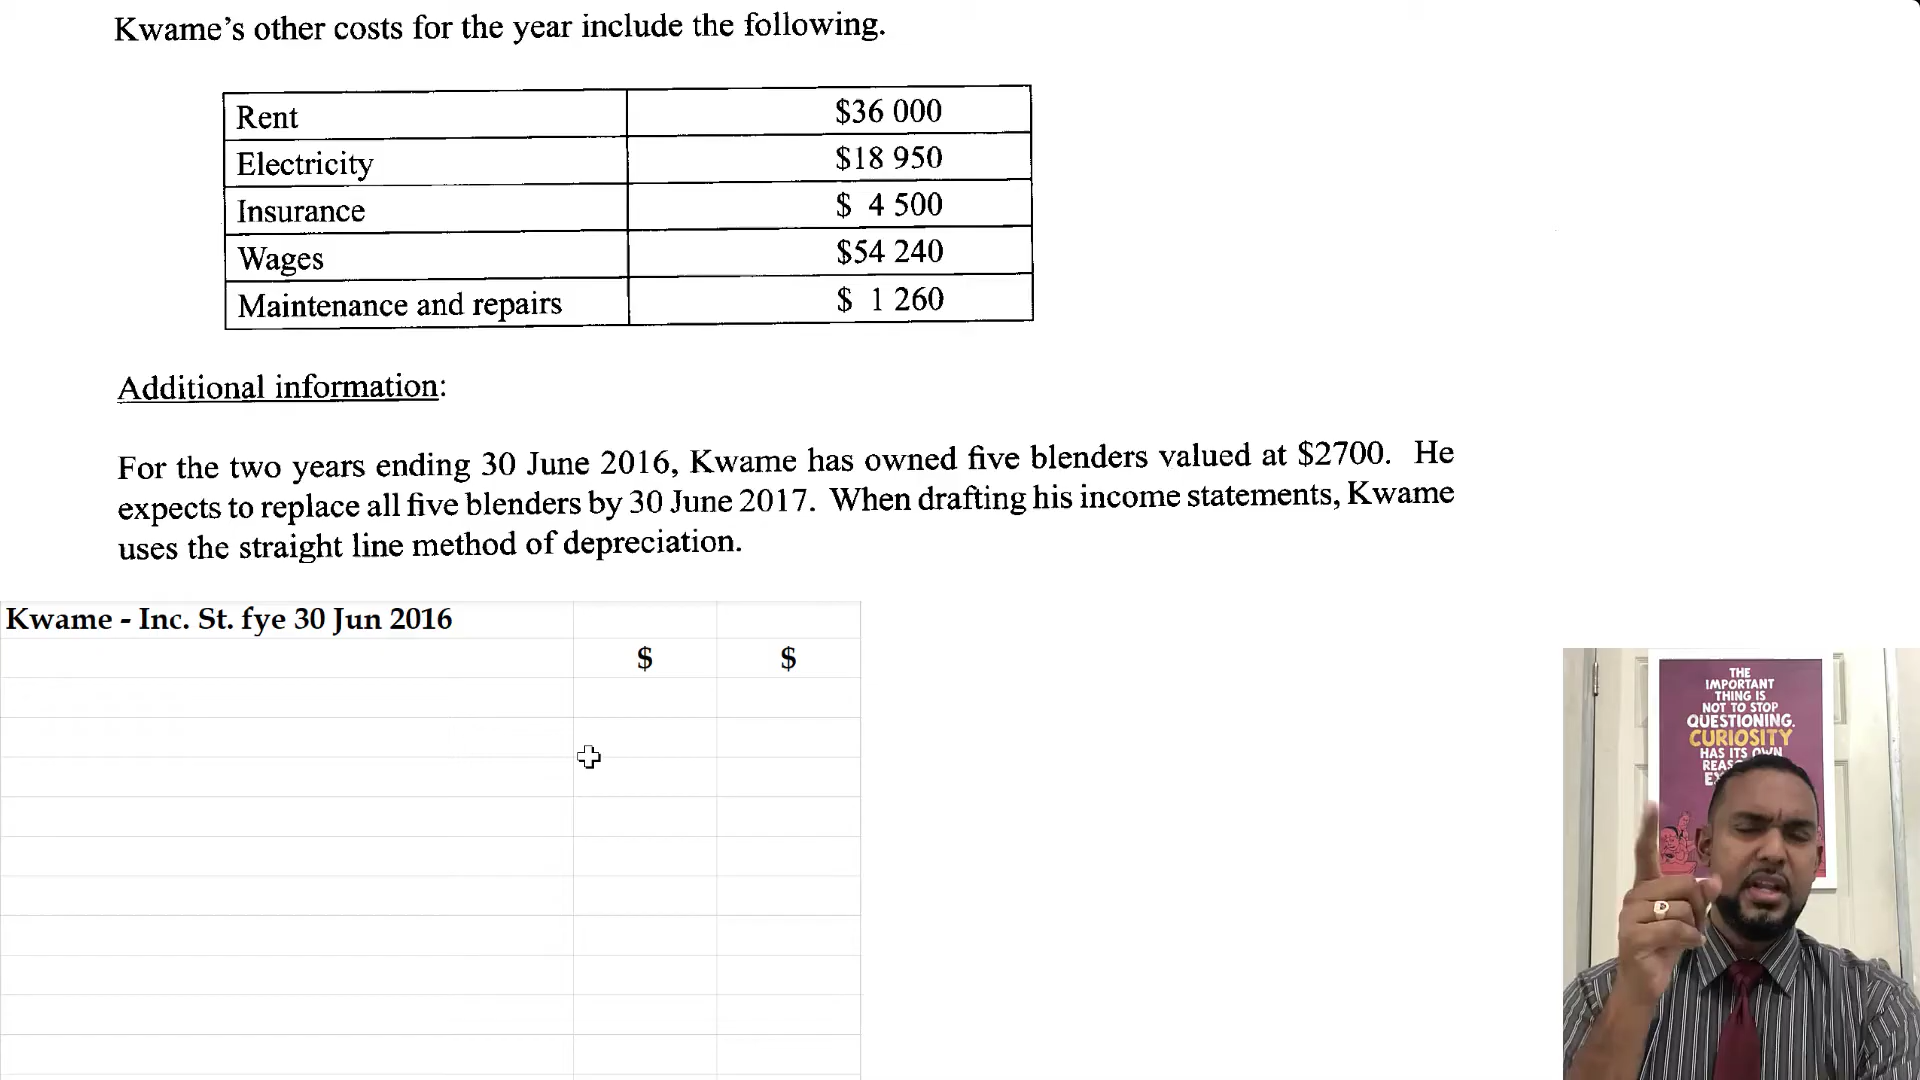 Kwame's other costs for the year include the following.
Rent $36 000
Electricity $18 950
Insurance $ 4 500
Wages $54 240
Maintenance and repairs $ 1 260
Additional information:
For the two years ending 30 June 2016, Kwame has owned five blenders valued at $2700. He
expects to replace all five blenders by 30 June 2017. When drafting his income statements, Kwame
uses the straight line method of depreciation.
Kwame - Inc. St. fye 30 Jun 2016
$ $
THE
IMPORTANT
THING IS
NOT TO STOP
QUESTIONING.
CURIOSITY
HAS ITS OWN